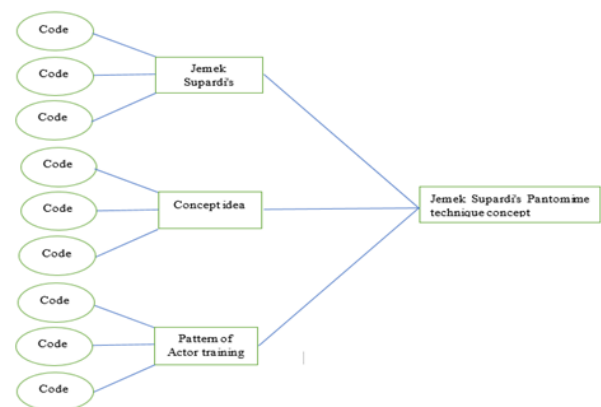 Code
Code
Code
Jemek
Supardi's
Code
Code
Code
Concept idea
Code
Code
Code
Pattern of
Actor training
Jemek Supardi's Pantomime
technique concept